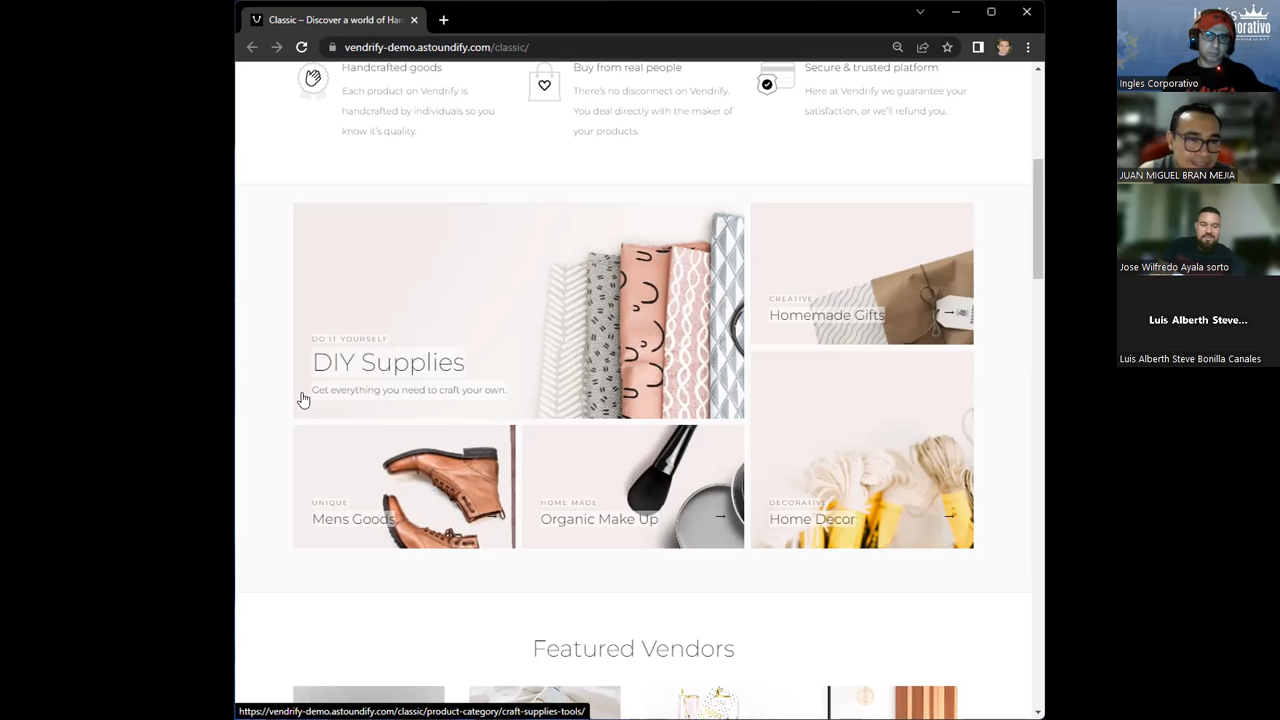 Classic – Discover a world of Han
vendrify-demo.astoundify.com/classic/
Handcrafted goods
Each product on Vendrify is
handcrafted by individuals so you
know it's quality.
Buy from real people
There's no disconnect on Vendrify.
You deal directly with the maker of
your products.
Secure & trusted platform
Here at Vendrify we guarantee your
satisfaction, or we'll refund you.
DO IT YOURSELF
DIY Supplies
Get everything you need to craft your own.
CREATIVE
Homemade Gifts
UNIQUE
Mens Goods
HOME MADE
Organic Make Up
DECORATIVE
Home Decor
Featured Vendors
https://vendrify-demo.astoundify.com/classic/product-category/craft-supplies-tools/
Ingles Corporativo
JUAN MIGUEL BRAN MEJIA
Jose Wilfredo Ayala sorto
Luis Alberth Steve...
Luis Alberth Steve Bonilla Canales